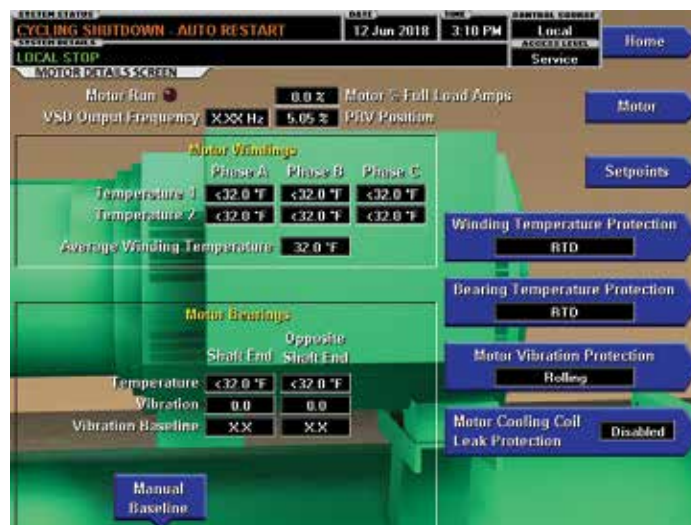 SYSTEM STATUS
CYCLING SHUTDOWN - AUTO RESTART
DATE
12 Jun 2018
TIME
3:10 PM
CONTROL SOURCE
Local
SYSTEM DETAILS
LOCAL STOP
ACCESS LEVEL
Service
Home
MOTOR DETAILS SCREEN
Motor Run
0.0 % Motor % Full Load Amps
VSD Output Frequency X.XX Hz
5.05 % PRV Position
Motor
Setpoints
Motor Windings
Phase A Phase B Phase C
Temperature 1 <32.0 °F <32.0 °F <32.0 °F
Temperature 2 <32.0 °F <32.0 °F <32.0 °F
Average Winding Temperature 32.0 °F
Winding Temperature Protection
RTD
Bearing Temperature Protection
RTD
Motor Bearings
Shaft End
Opposite
Shaft End
Temperature <32.0 °F <32.0 °F
Vibration 0.0 0.0
Vibration Baseline X.X X.X
Motor Vibration Protection
Rolling
Motor Cooling Coil
Leak Protection
Disabled
Manual
Baseline